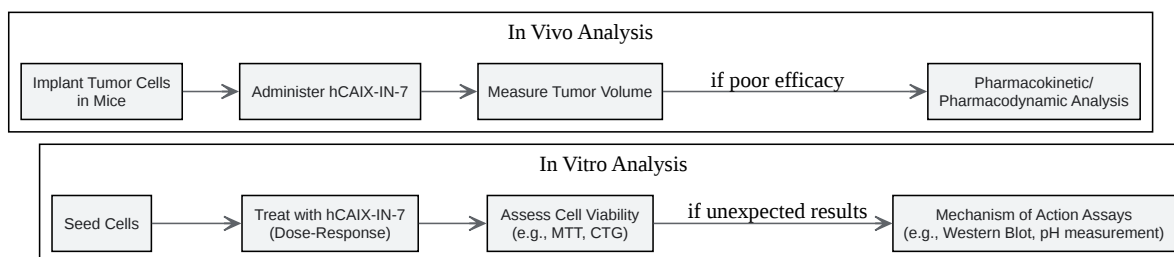 In Vivo Analysis
Implant Tumor Cells
in Mice
Administer hCAIX-IN-7
Measure Tumor Volume
if poor efficacy
Pharmacokinetic/
Pharmacodynamic Analysis
In Vitro Analysis
Seed Cells
Treat with hCAIX-IN-7
(Dose-Response)
Assess Cell Viability
(e.g., MTT, CTG)
if unexpected results
Mechanism of Action Assays
(e.g., Western Blot, pH measurement)